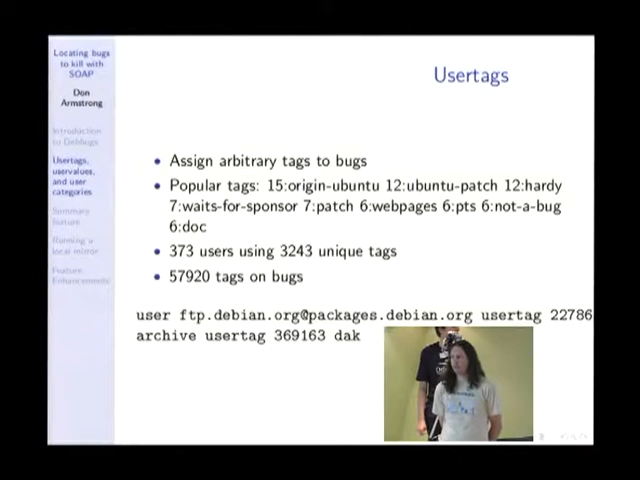 Locating bugs
to kill with
SOAP
Don
Armstrong
Introduction
to Debbugs
Usertags,
uservalues,
and user
categories
Summary
feature
Running a
local mirror
Feature
Enhancements
Usertags
• Assign arbitrary tags to bugs
• Popular tags: 15:origin-ubuntu 12:ubuntu-patch 12:hardy
7:waits-for-sponsor 7:patch 6:webpages 6:pts 6:not-a-bug
6:doc
• 373 users using 3243 unique tags
• 57920 tags on bugs
user ftp.debian.org@packages.debian.org usertag 22786
archive usertag 369163 dak